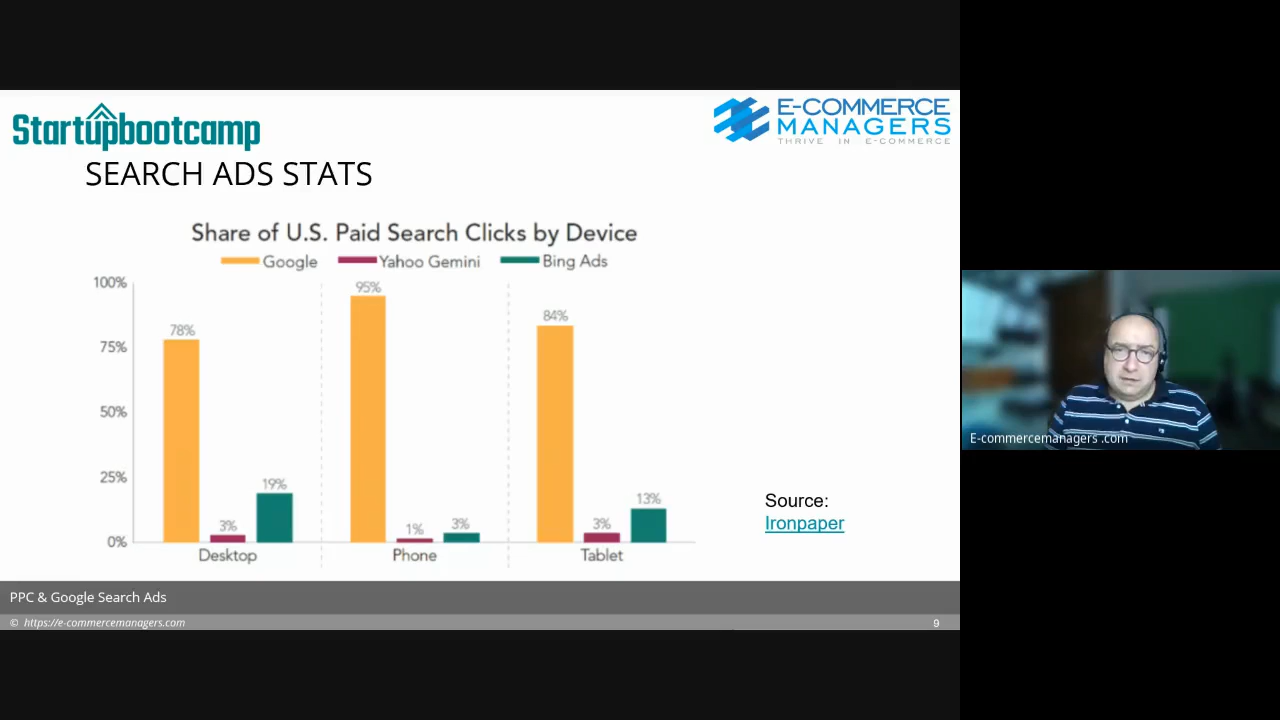 Startupbootcamp
E-COMMERCE
MANAGERS
THRIVE IN E-COMMERCE
SEARCH ADS STATS
Share of U.S. Paid Search Clicks by Device
Google Yahoo Gemini Bing Ads
100%
75%
50%
25%
0%
78%
3%
19%
95%
1%
3%
84%
3%
13%
Desktop Phone Tablet
Source:
Ironpaper
PPC & Google Search Ads
© https://e-commercemanagers.com
9
E-commercemanagers .com